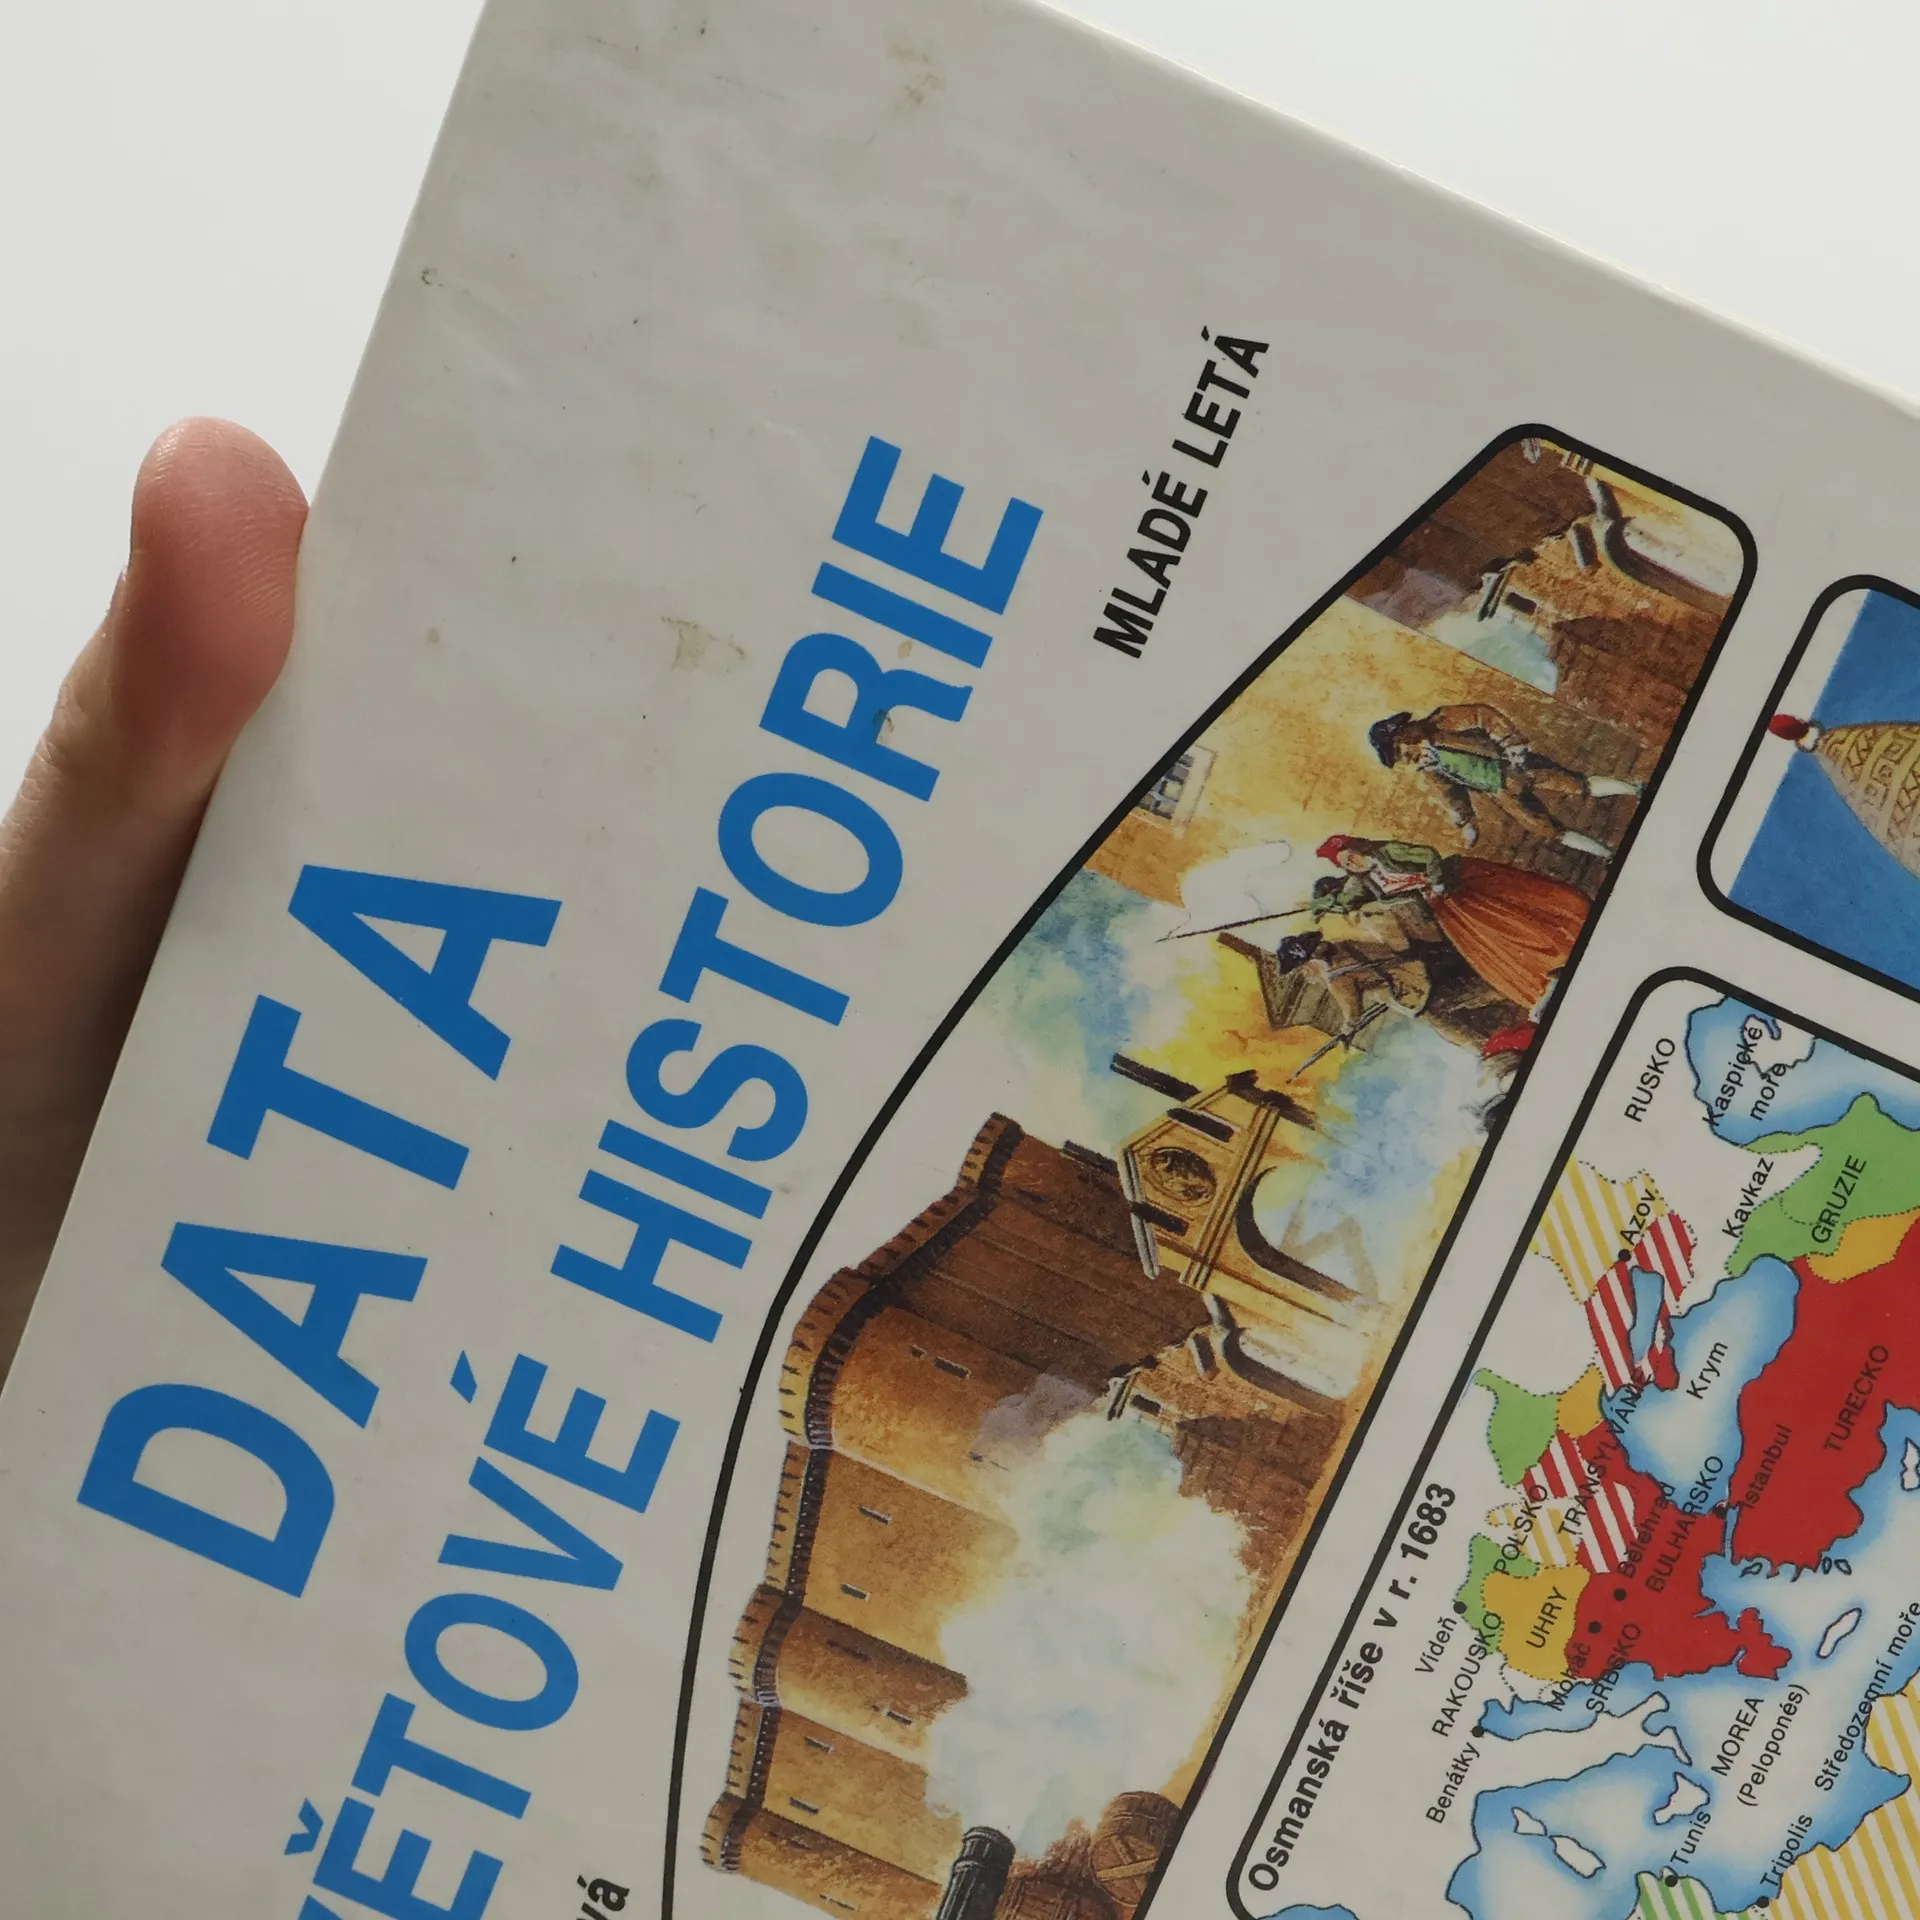 DATA
ĚTOVÉ HISTORIE
vá
MLADÉ LETÁ
Osmanská říše v r. 1683
RUSKO
Kaspické
moře
Azov
Kavkaz
GRUZIE
Krym
TURECKO
TRANSYLVÁNIE
POLSKO
Istanbul
Bělehrad
BULHARSKO
Vídeň
RAKOUSKO
UHRY
Moháč
SRBSKO
Benátky
MOREA
(Peloponés)
Středozemní moře
Tunis
Tripolis